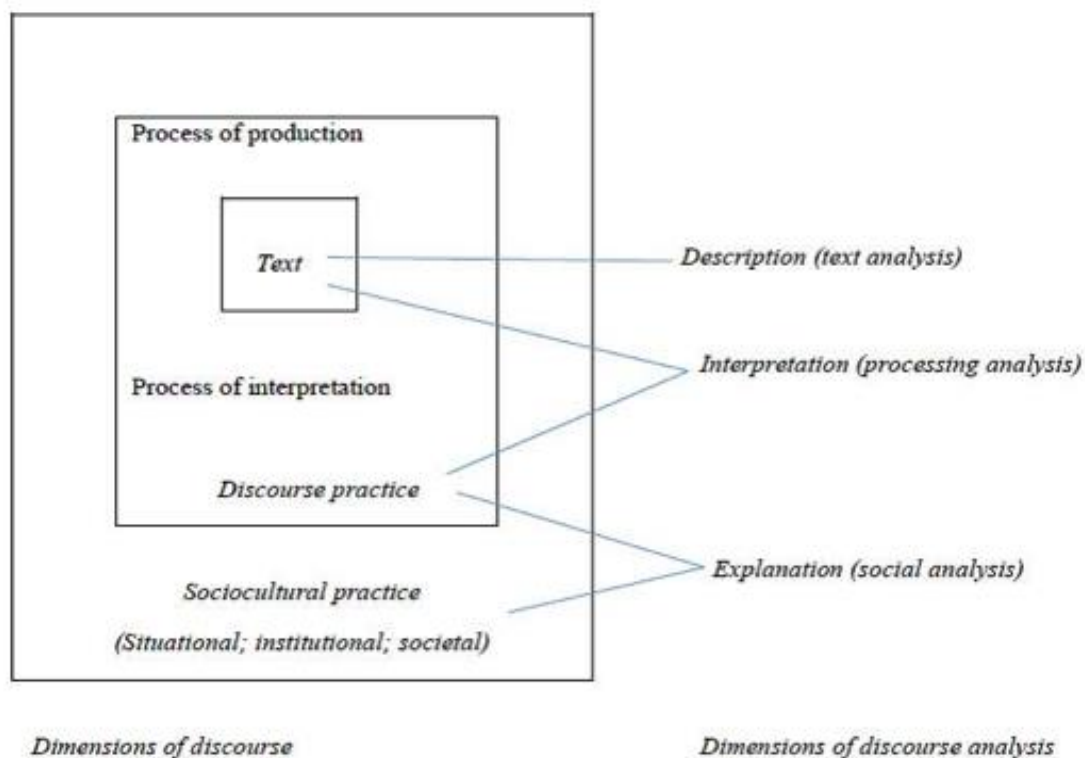 Process of production
Text
Description (text analysis)
Interpretation (processing analysis)
Process of interpretation
Discourse practice
Explanation (social analysis)
Sociocultural practice
(Situational; institutional; societal)
Dimensions of discourse
Dimensions of discourse analysis